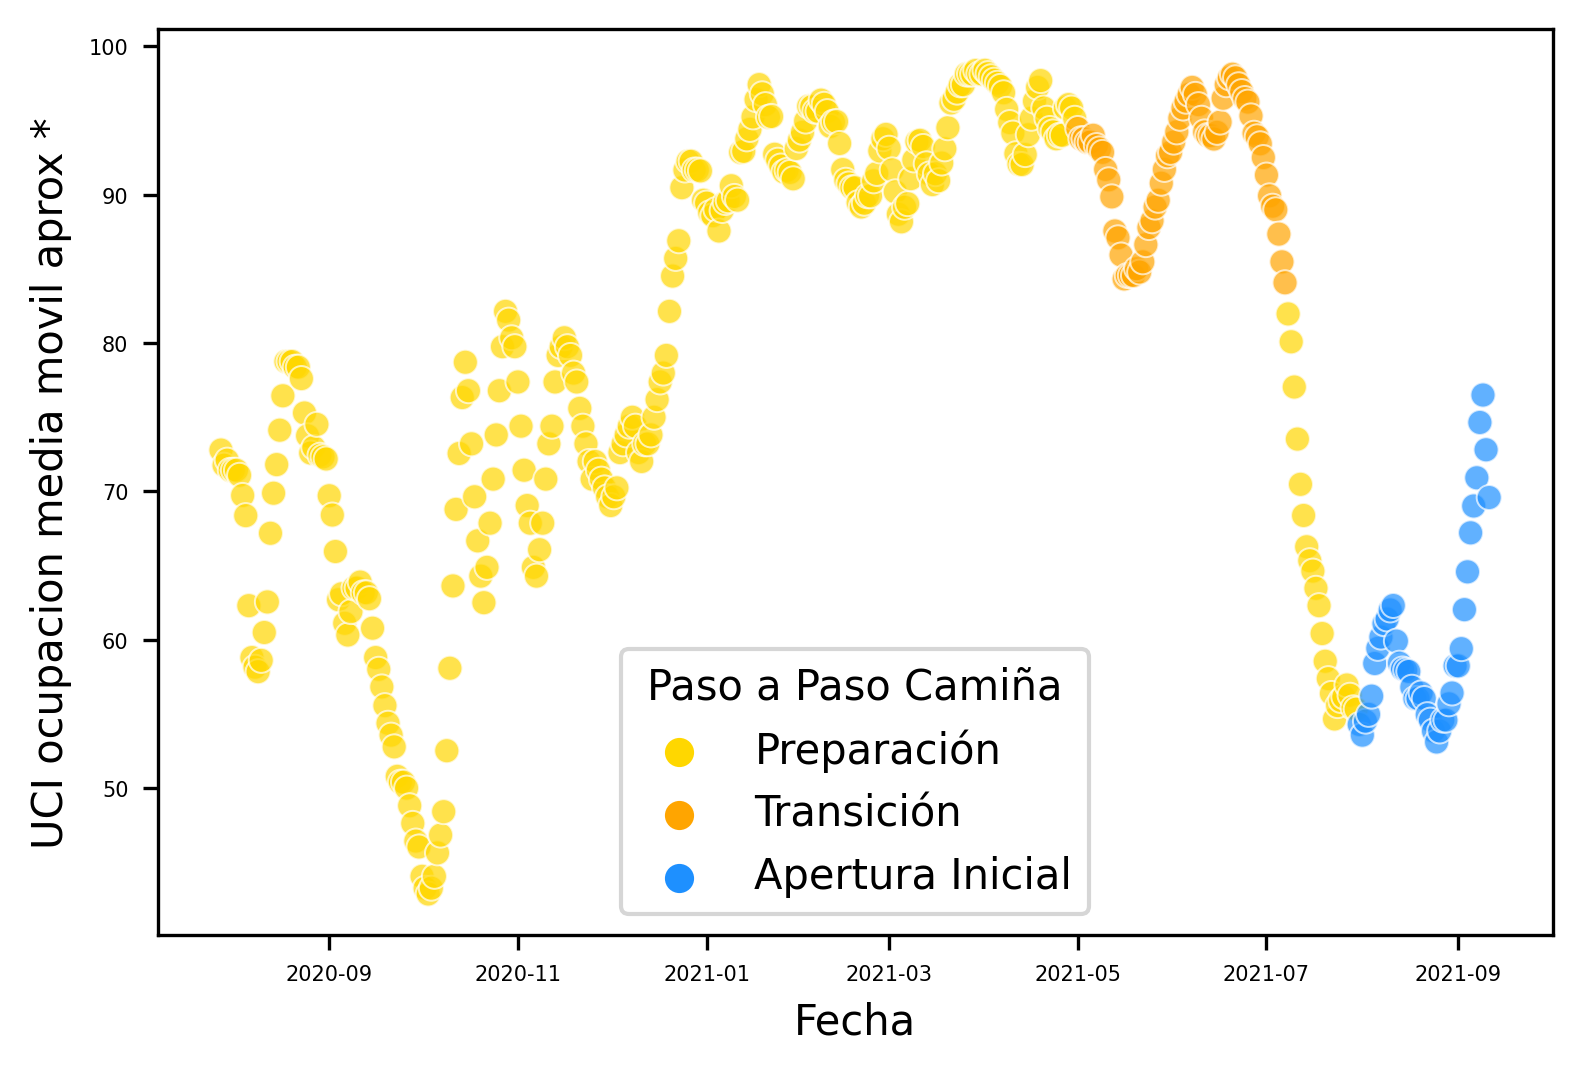 UCI ocupacion media movil aprox *
100
90
80
70
60
50
Paso a Paso Camiña
Preparación
Transición
Apertura Inicial
2020-09 2020-11 2021-01 2021-03 2021-05 2021-07 2021-09
Fecha